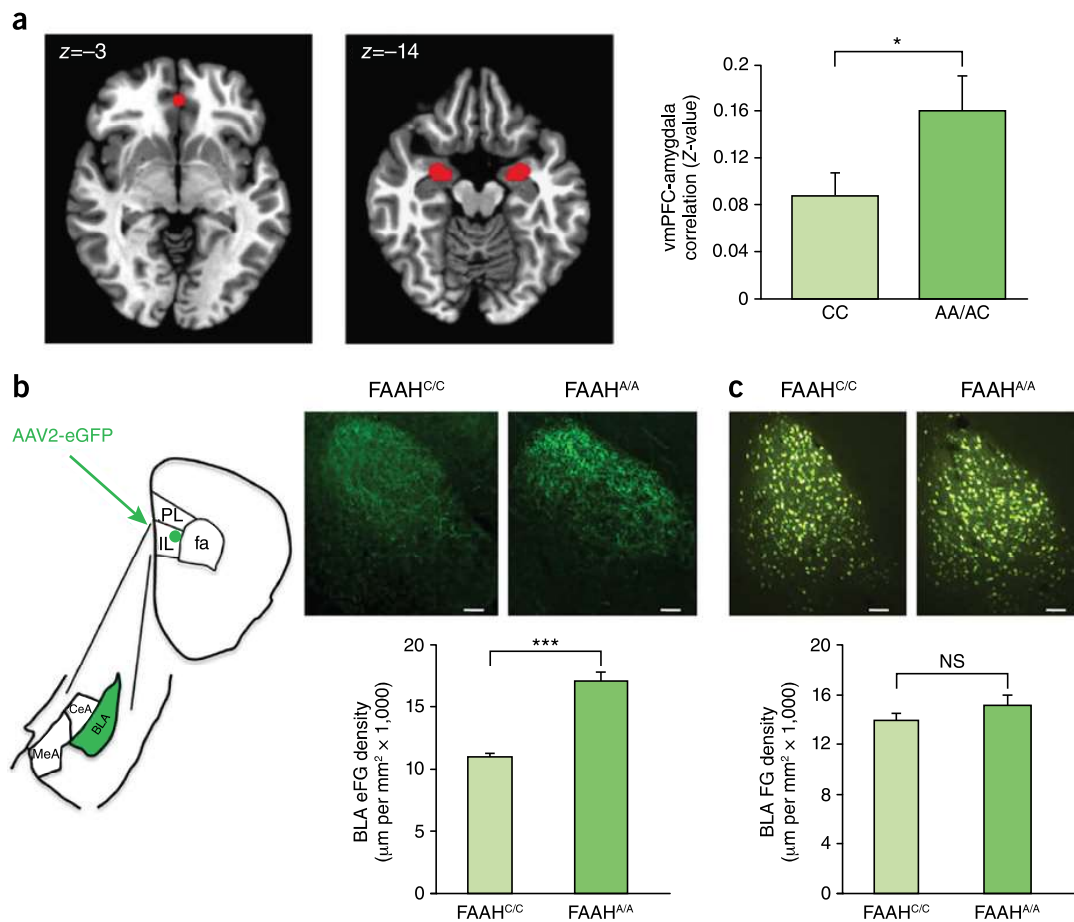 a
z=–3
z=–14
*
0.2
0.16
0.12
0.08
0.04
0
vmPFC-amygdala
correlation (Z-value)
CC
AA/AC
b
AAV2-eGFP
PL
IL
fa
CeA
BLA
MeA
FAAH^C/C
FAAH^A/A
***
20
15
10
5
0
BLA eFG density
(μm per mm² × 1,000)
FAAH^C/C
FAAH^A/A
c
FAAH^C/C
FAAH^A/A
NS
20
16
12
8
4
0
BLA FG density
(μm per mm² × 1,000)
FAAH^C/C
FAAH^A/A